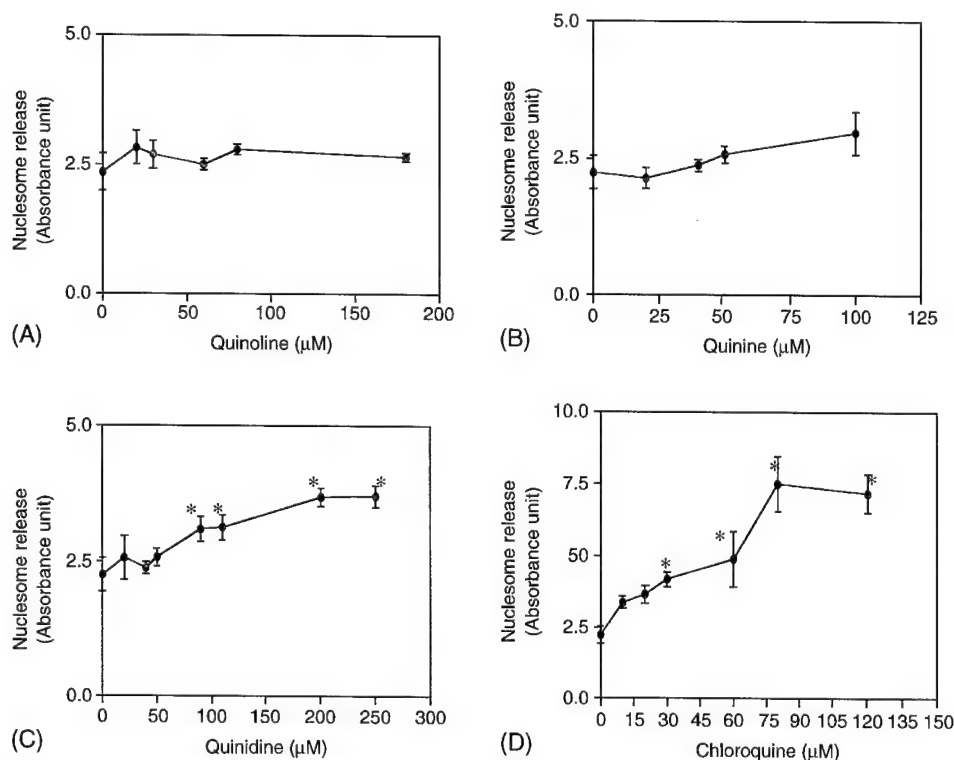 5.0
2.5
0.0
Nuclesome release
(Absorbance unit)
0 50 100 150 200
Quinoline (μM)
(A)
5.0
2.5
0.0
Nuclesome release
(Absorbance unit)
0 25 50 75 100 125
Quinine (μM)
(B)
5.0
2.5
0.0
Nuclesome release
(Absorbance unit)
* * * *
0 50 100 150 200 250 300
Quinidine (μM)
(C)
10.0
7.5
50
2.5
0.0
Nuclesome release
(Absorbance unit)
* * * *
0 15 30 45 60 75 90 105 120 135 150
Chloroquine (μM)
(D)